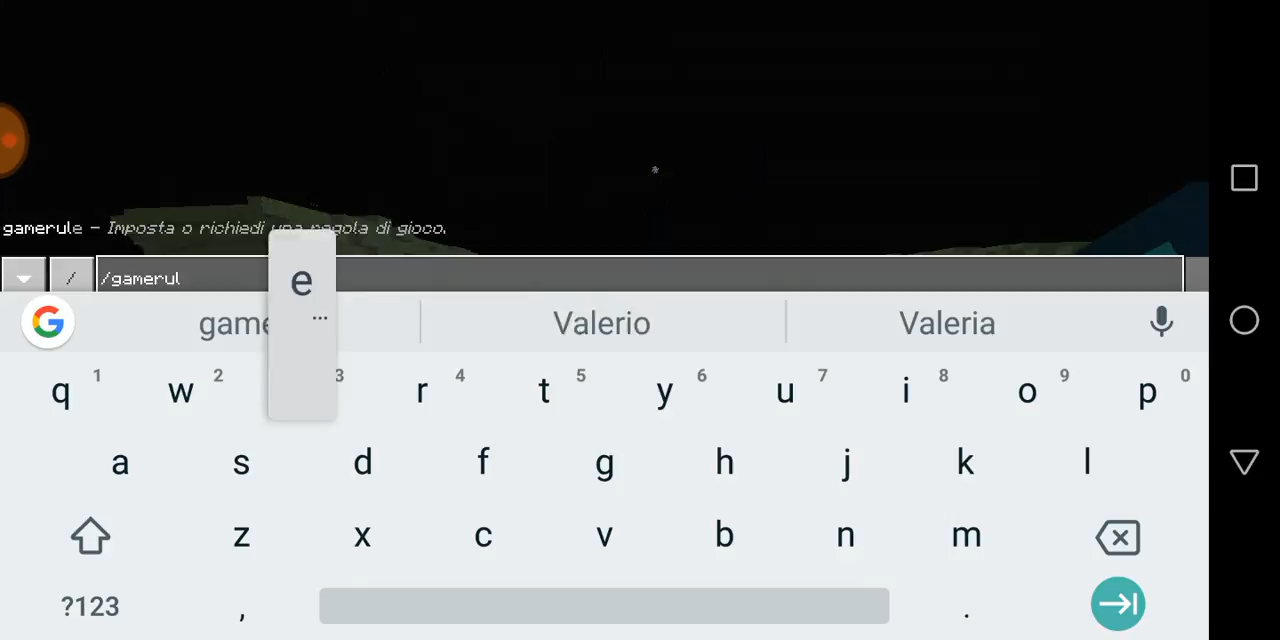 gamerule – Imposta o richiedi una regola di gioco.
/ /gamerul
e
...
game Valerio Valeria
q 1 w 2 3 r 4 t 5 y 6 u 7 i 8 o 9 p 0
a s d f g h j k l
z x c v b n m
?123 , .